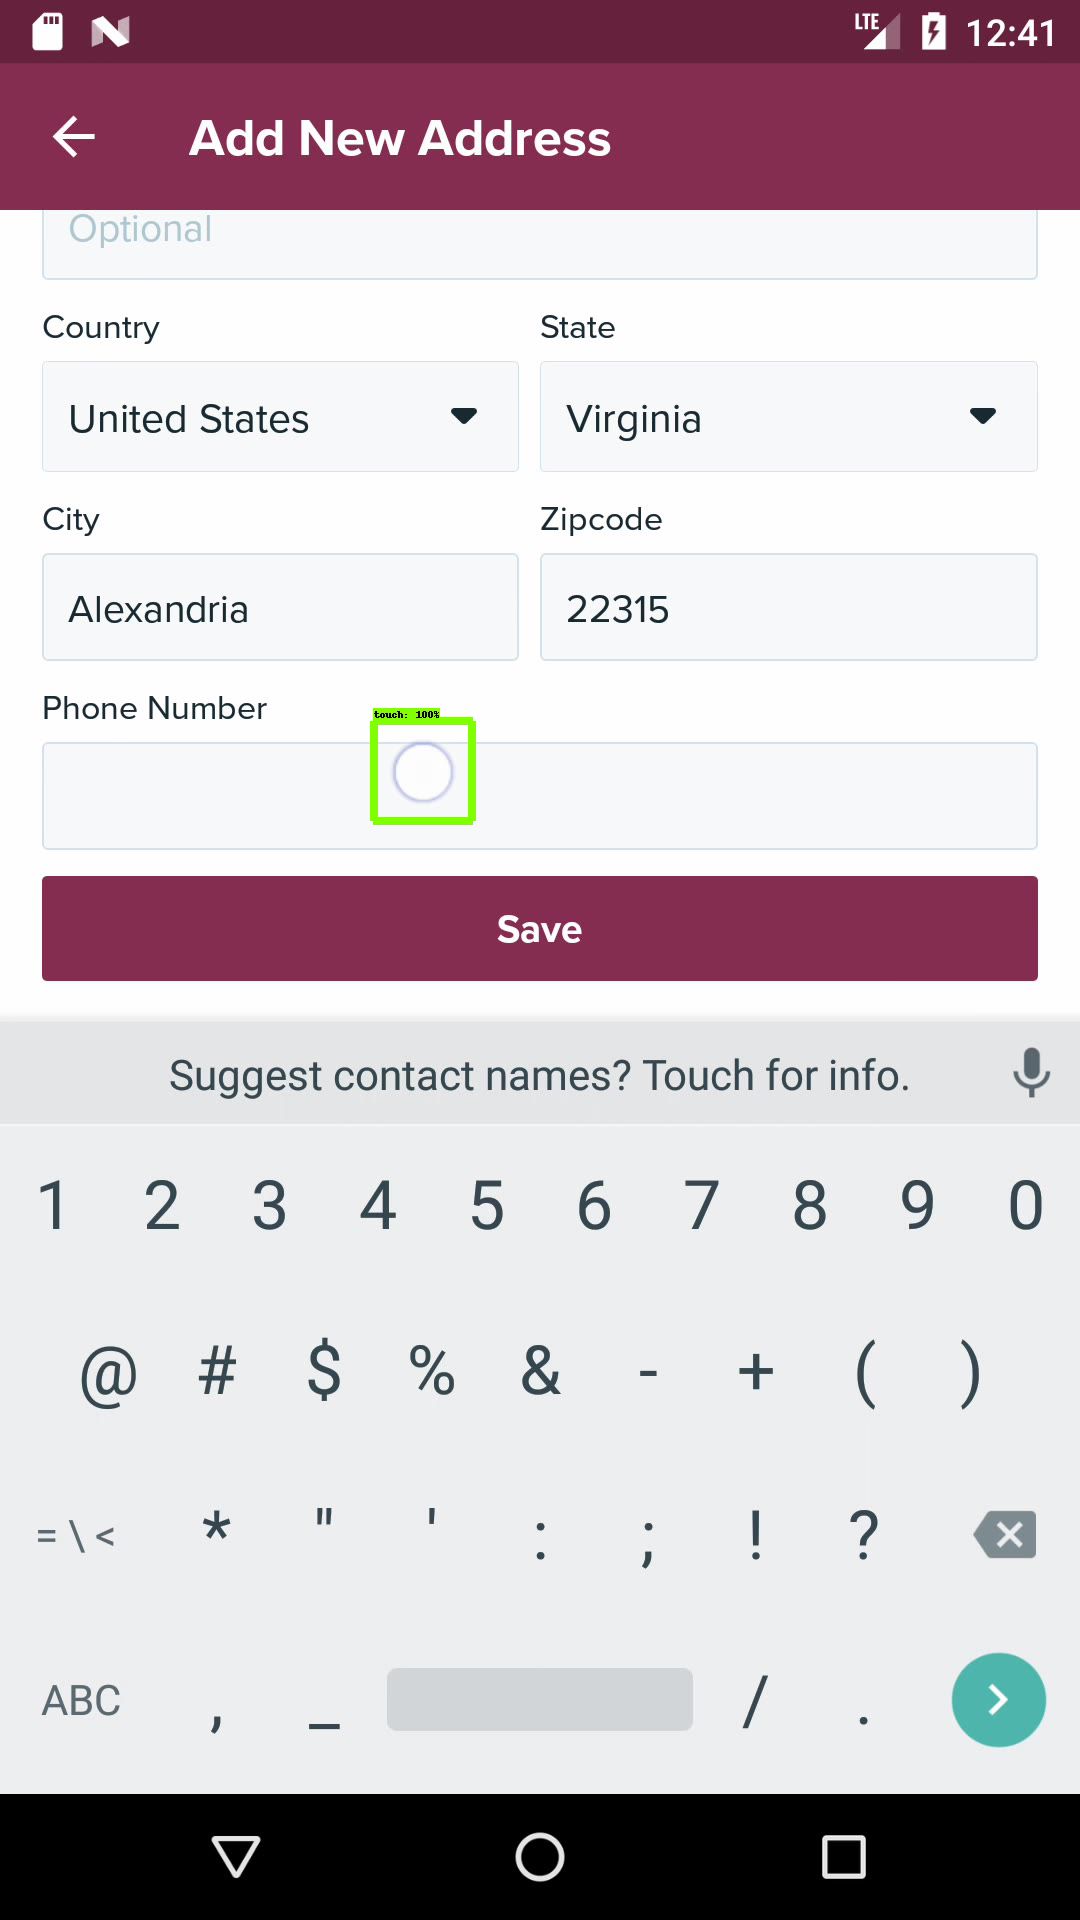 LTE 12:41
Add New Address
Optional
Country State
United States Virginia
City Zipcode
Alexandria 22315
Phone Number
touch: 100%
Save
Suggest contact names? Touch for info.
1 2 3 4 5 6 7 8 9 0
@ # $ % & - + ( )
= \ < * " ' : ; ! ?
ABC , _ / .